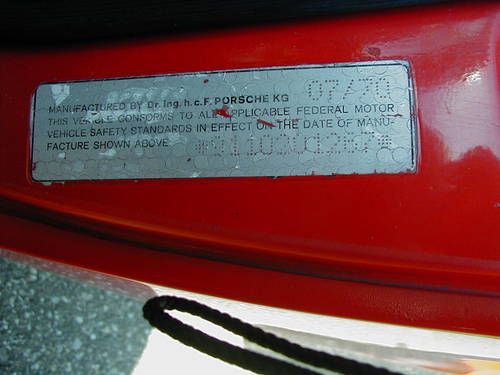 MANUFACTURED BY Dr. Ing. h.c.F. PORSCHE KG 07/70
THIS VEHICLE CONFORMS TO ALL APPLICABLE FEDERAL MOTOR
VEHICLE SAFETY STANDARDS IN EFFECT ON THE DATE OF MANU-
FACTURE SHOWN ABOVE.